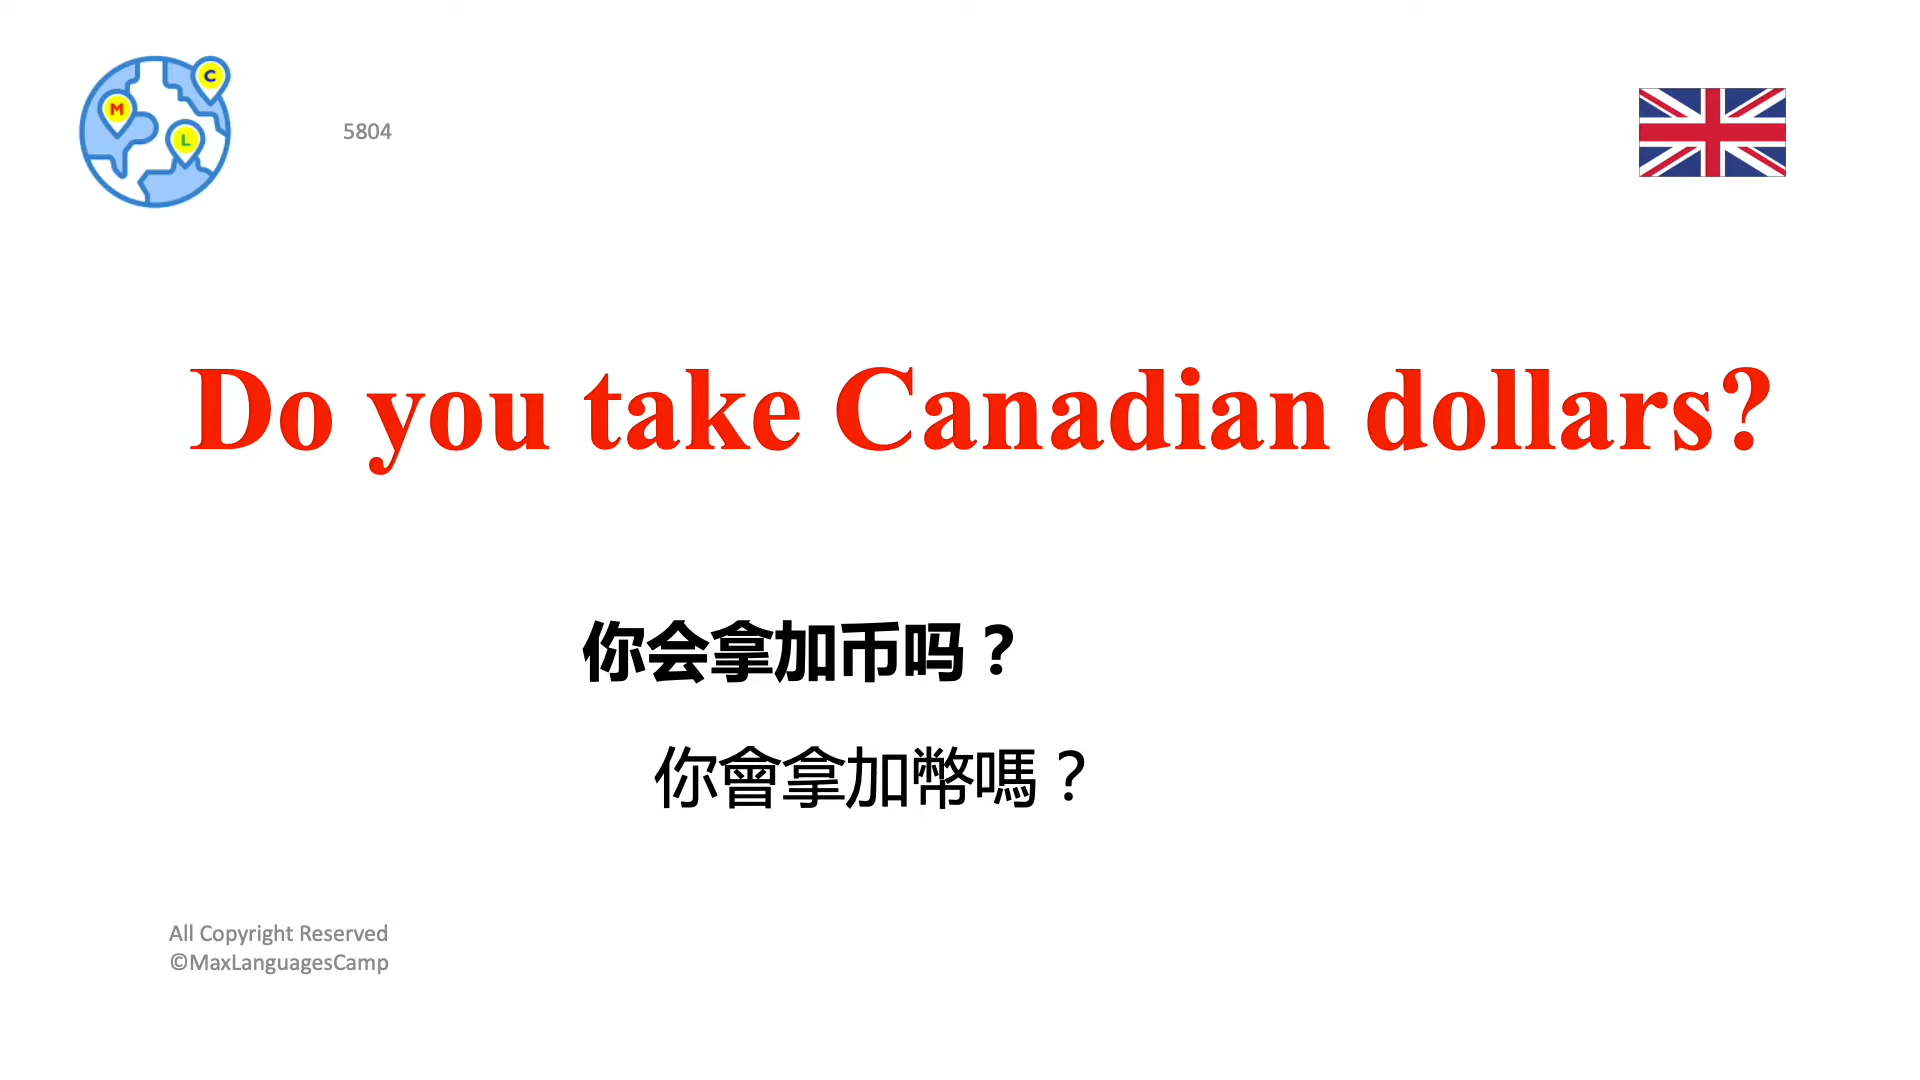 C
M
L
5804
Do you take Canadian dollars?
你会拿加币吗？
你會拿加幣嗎？
All Copyright Reserved
©MaxLanguagesCamp